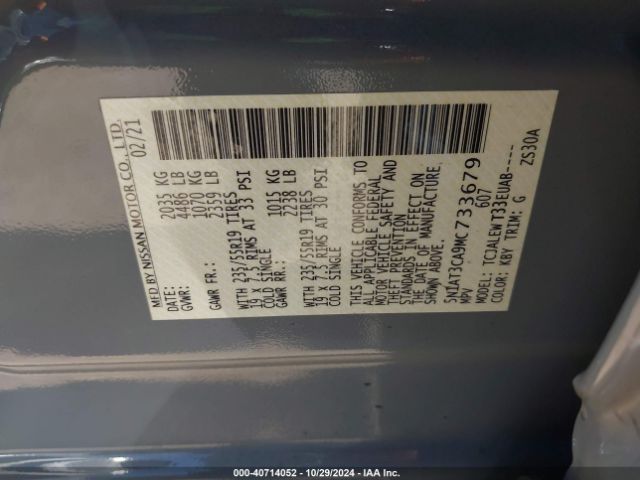 MFD BY NISSAN MOTOR CO., LTD.
DATE: 02/21
GVWR: 2035 KG
4486 LB
GAWR FR: 1070 KG
2359 LB
WITH 235/55R19 TIRES
19 X 7.5 RIMS AT 33 PSI
COLD SINGLE
GAWR RR: 1015 KG
2238 LB
WITH 235/55R19 TIRES
19 X 7.5 RIMS AT 30 PSI
COLD SINGLE
THIS VEHICLE CONFORMS TO
ALL APPLICABLE FEDERAL
MOTOR VEHICLE SAFETY AND
THEFT PREVENTION
STANDARDS IN EFFECT ON
THE DATE OF MANUFACTURE
SHOWN ABOVE.
5N1AT3CA9MC733679
MPV 607
MODEL: TC1ALEWT33EUAB----
COLOR: KBY TRIM: G ZS30A
000-40714052 - 10/29/2024 - IAA Inc.